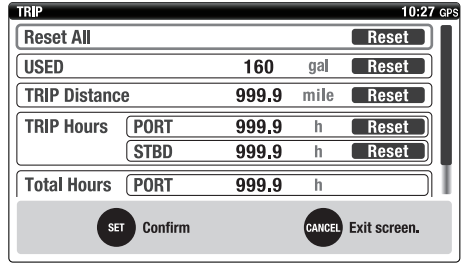 TRIP 10:27 GPS
Reset All Reset
USED 160 gal Reset
TRIP Distance 999.9 mile Reset
TRIP Hours PORT 999.9 h Reset
STBD 999.9 h Reset
Total Hours PORT 999.9 h
SET Confirm CANCEL Exit screen.